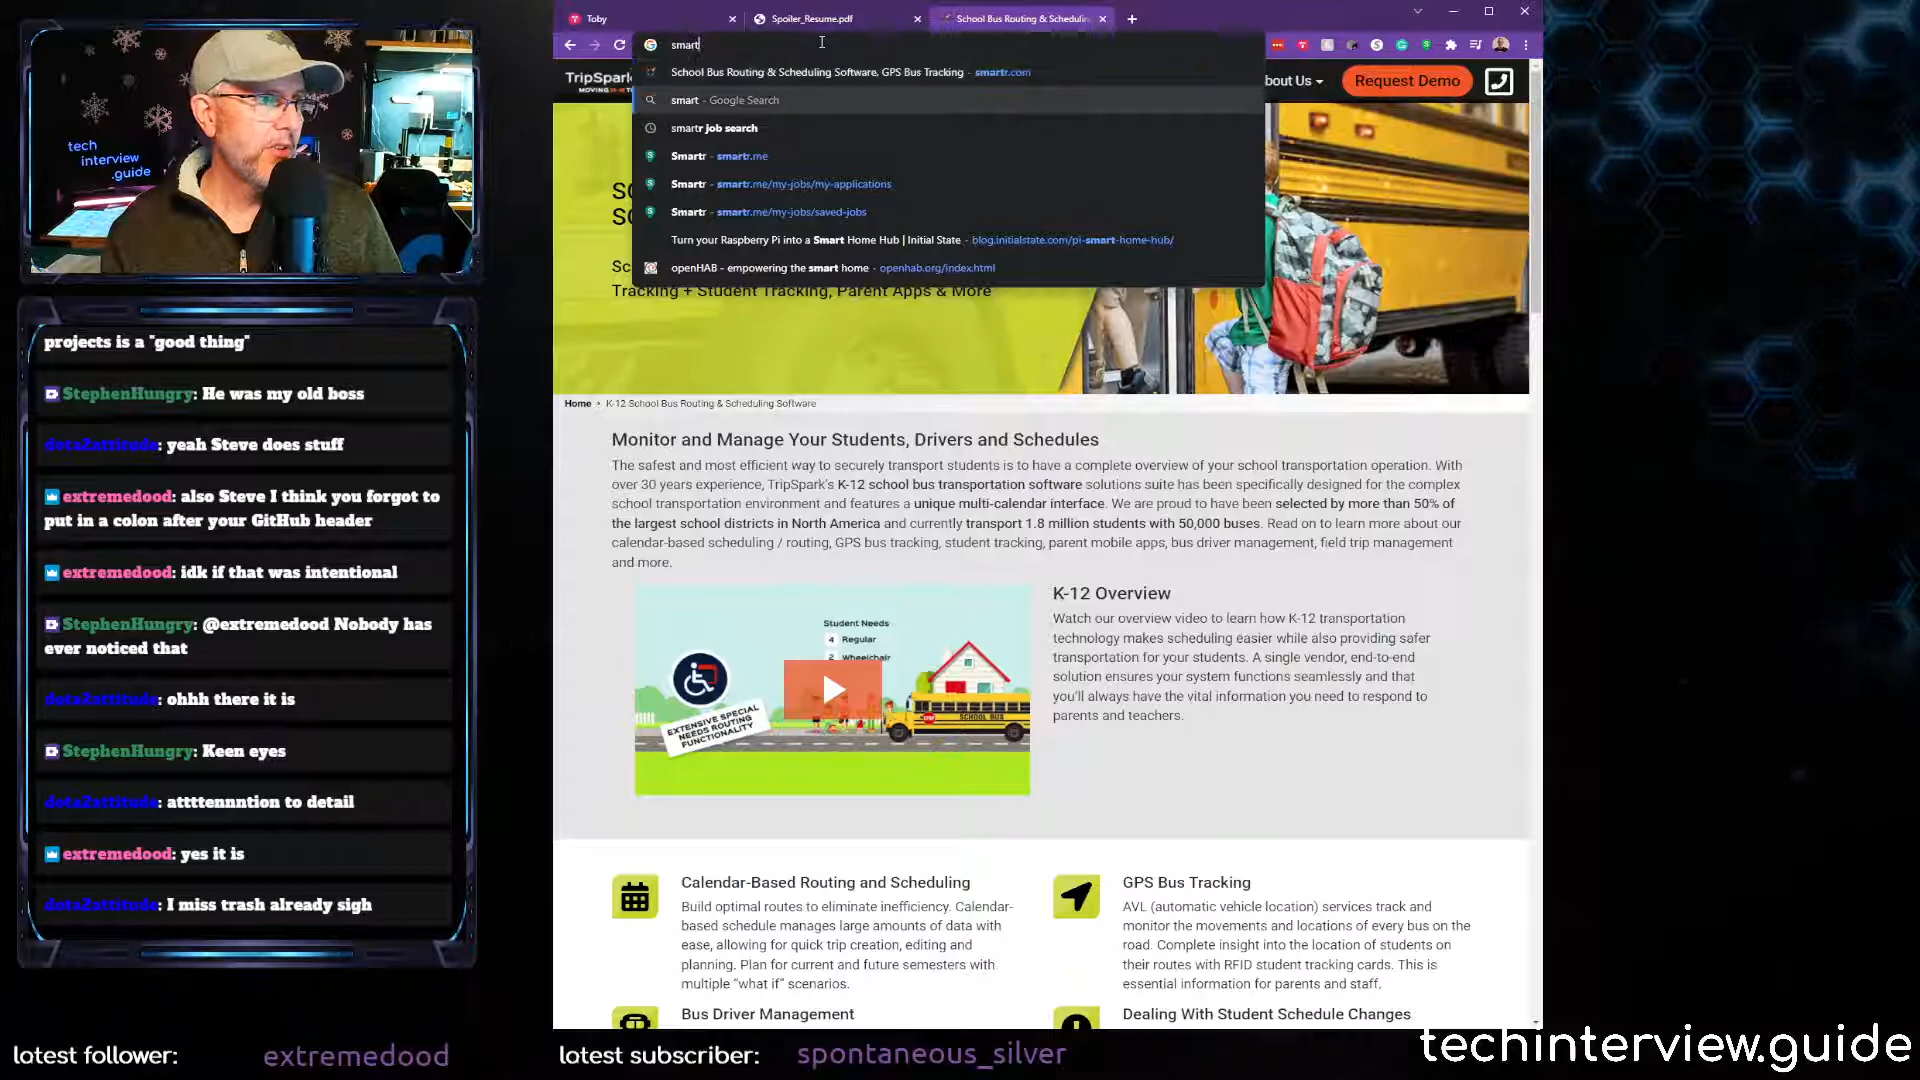 tech
interview
.guide
projects is a "good thing"
StephenHungry: He was my old boss
dota2attitude: yeah Steve does stuff
extremedood: also Steve I think you forgot to
put in a colon after your GitHub header
extremedood: idk if that was intentional
StephenHungry: @extremedood Nobody has
ever noticed that
dota2attitude: ohhh there it is
StephenHungry: Keen eyes
dota2attitude: attttennntion to detail
extremedood: yes it is
dota2attitude: I miss trash already sigh
latest follower: extremedood
Toby
Spoiler_Resume.pdf
School Bus Routing & Schedulin
smart
School Bus Routing & Scheduling Software, GPS Bus Tracking - smartr.com
smart - Google Search
smartr job search
Smartr - smartr.me
Smartr - smartr.me/my-jobs/my-applications
Smartr - smartr.me/my-jobs/saved-jobs
Turn your Raspberry Pi into a Smart Home Hub | Initial State - blog.initialstate.com/pi-smart-home-hub/
openHAB - empowering the smart home - openhab.org/index.html
TripSpark
bout Us
Request Demo
Tracking + Student Tracking, Parent Apps & More
Home • K-12 School Bus Routing & Scheduling Software
Monitor and Manage Your Students, Drivers and Schedules
The safest and most efficient way to securely transport students is to have a complete overview of your school transportation operation. With
over 30 years experience, TripSpark's K-12 school bus transportation software solutions suite has been specifically designed for the complex
school transportation environment and features a unique multi-calendar interface. We are proud to have been selected by more than 50% of
the largest school districts in North America and currently transport 1.8 million students with 50,000 buses. Read on to learn more about our
calendar-based scheduling / routing, GPS bus tracking, student tracking, parent mobile apps, bus driver management, field trip management
and more.
Student Needs
4 Regular
2 Wheelchair
EXTENSIVE SPECIAL
NEEDS ROUTING
FUNCTIONALITY
SCHOOL BUS
K-12 Overview
Watch our overview video to learn how K-12 transportation
technology makes scheduling easier while also providing safer
transportation for your students. A single vendor, end-to-end
solution ensures your system functions seamlessly and that
you'll always have the vital information you need to respond to
parents and teachers.
Calendar-Based Routing and Scheduling
Build optimal routes to eliminate inefficiency. Calendar-
based schedule manages large amounts of data with
ease, allowing for quick trip creation, editing and
planning. Plan for current and future semesters with
multiple "what if" scenarios.
GPS Bus Tracking
AVL (automatic vehicle location) services track and
monitor the movements and locations of every bus on the
road. Complete insight into the location of students on
their routes with RFID student tracking cards. This is
essential information for parents and staff.
Bus Driver Management
Dealing With Student Schedule Changes
latest subscriber: spontaneous_silver
techinterview.guide